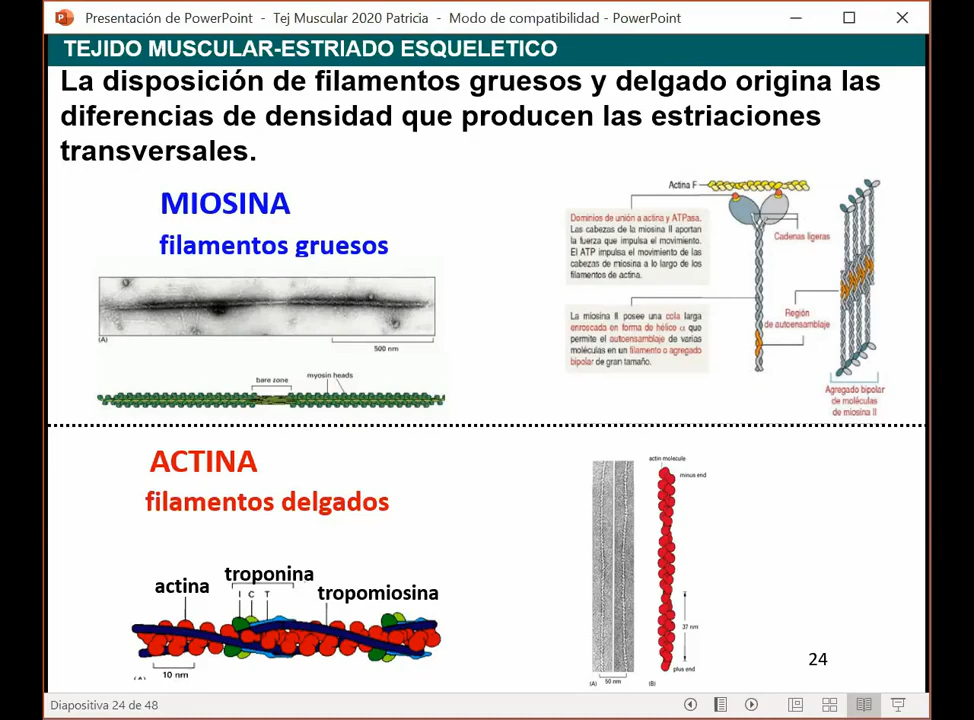 Presentación de PowerPoint - Tej Muscular 2020 Patricia - Modo de compatibilidad - PowerPoint
TEJIDO MUSCULAR-ESTRIADO ESQUELETICO
La disposición de filamentos gruesos y delgado origina las
diferencias de densidad que producen las estriaciones
transversales.
MIOSINA
filamentos gruesos
(A)
500 nm
bare zone
myosin heads
Actina F
Dominios de unión a actina y ATPasa.
Las cabezas de la miosina II aportan
la fuerza que impulsa el movimiento.
El ATP impulsa el movimiento de las
cabezas de miosina a lo largo de los
filamentos de actina.
Cadenas ligeras
La miosina II posee una cola larga
enroscada en forma de hélice α que
permite el autoensamblaje de varias
moléculas en un filamento o agregado
bipolar de gran tamaño.
Región
de autoensamblaje
Agregado bipolar
de moléculas
de miosina II
ACTINA
filamentos delgados
actina
troponina
I C T
tropomiosina
(A)
10 nm
actin molecule
minus end
37 nm
plus end
(A)
50 nm
(B)
24
Diapositiva 24 de 48